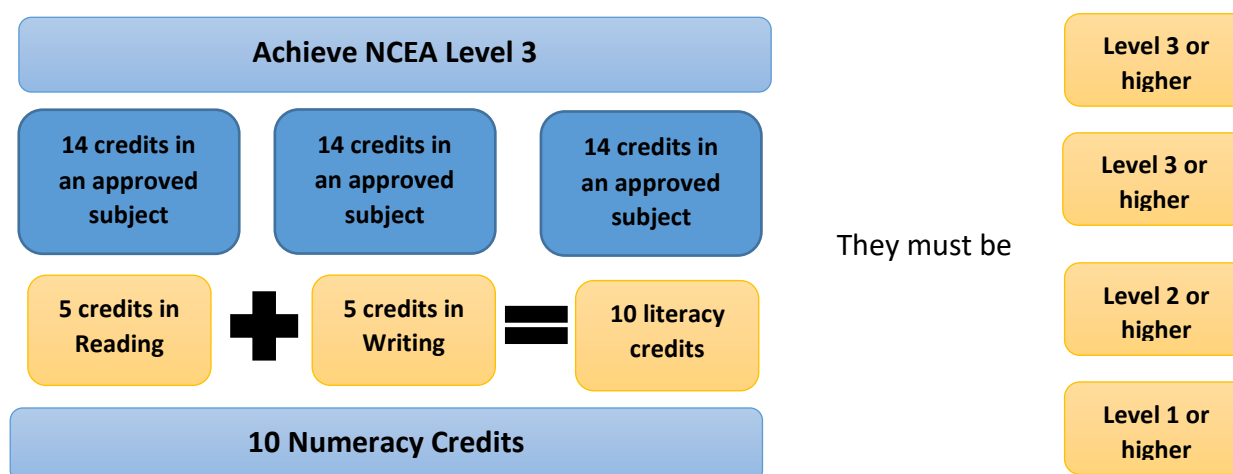 Achieve NCEA Level 3
Level 3 or
higher
14 credits in
an approved
subject
14 credits in
an approved
subject
14 credits in
an approved
subject
Level 3 or
higher
They must be
5 credits in
Reading
5 credits in
Writing
10 literacy
credits
Level 2 or
higher
10 Numeracy Credits
Level 1 or
higher